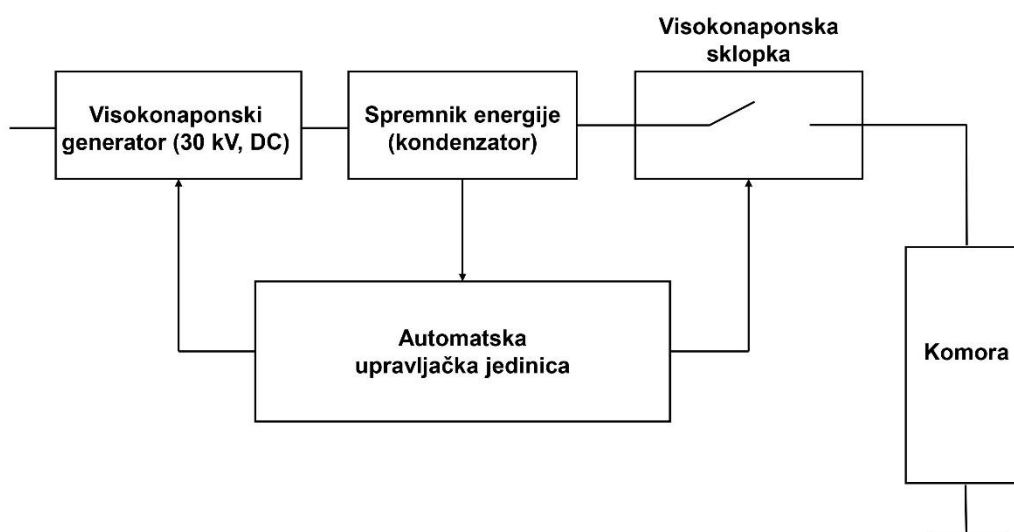 Visokonaponska
sklopka
Visokonaponski
generator (30 kV, DC)
Spremnik energije
(kondenzator)
Automatska
upravljačka jedinica
Komora